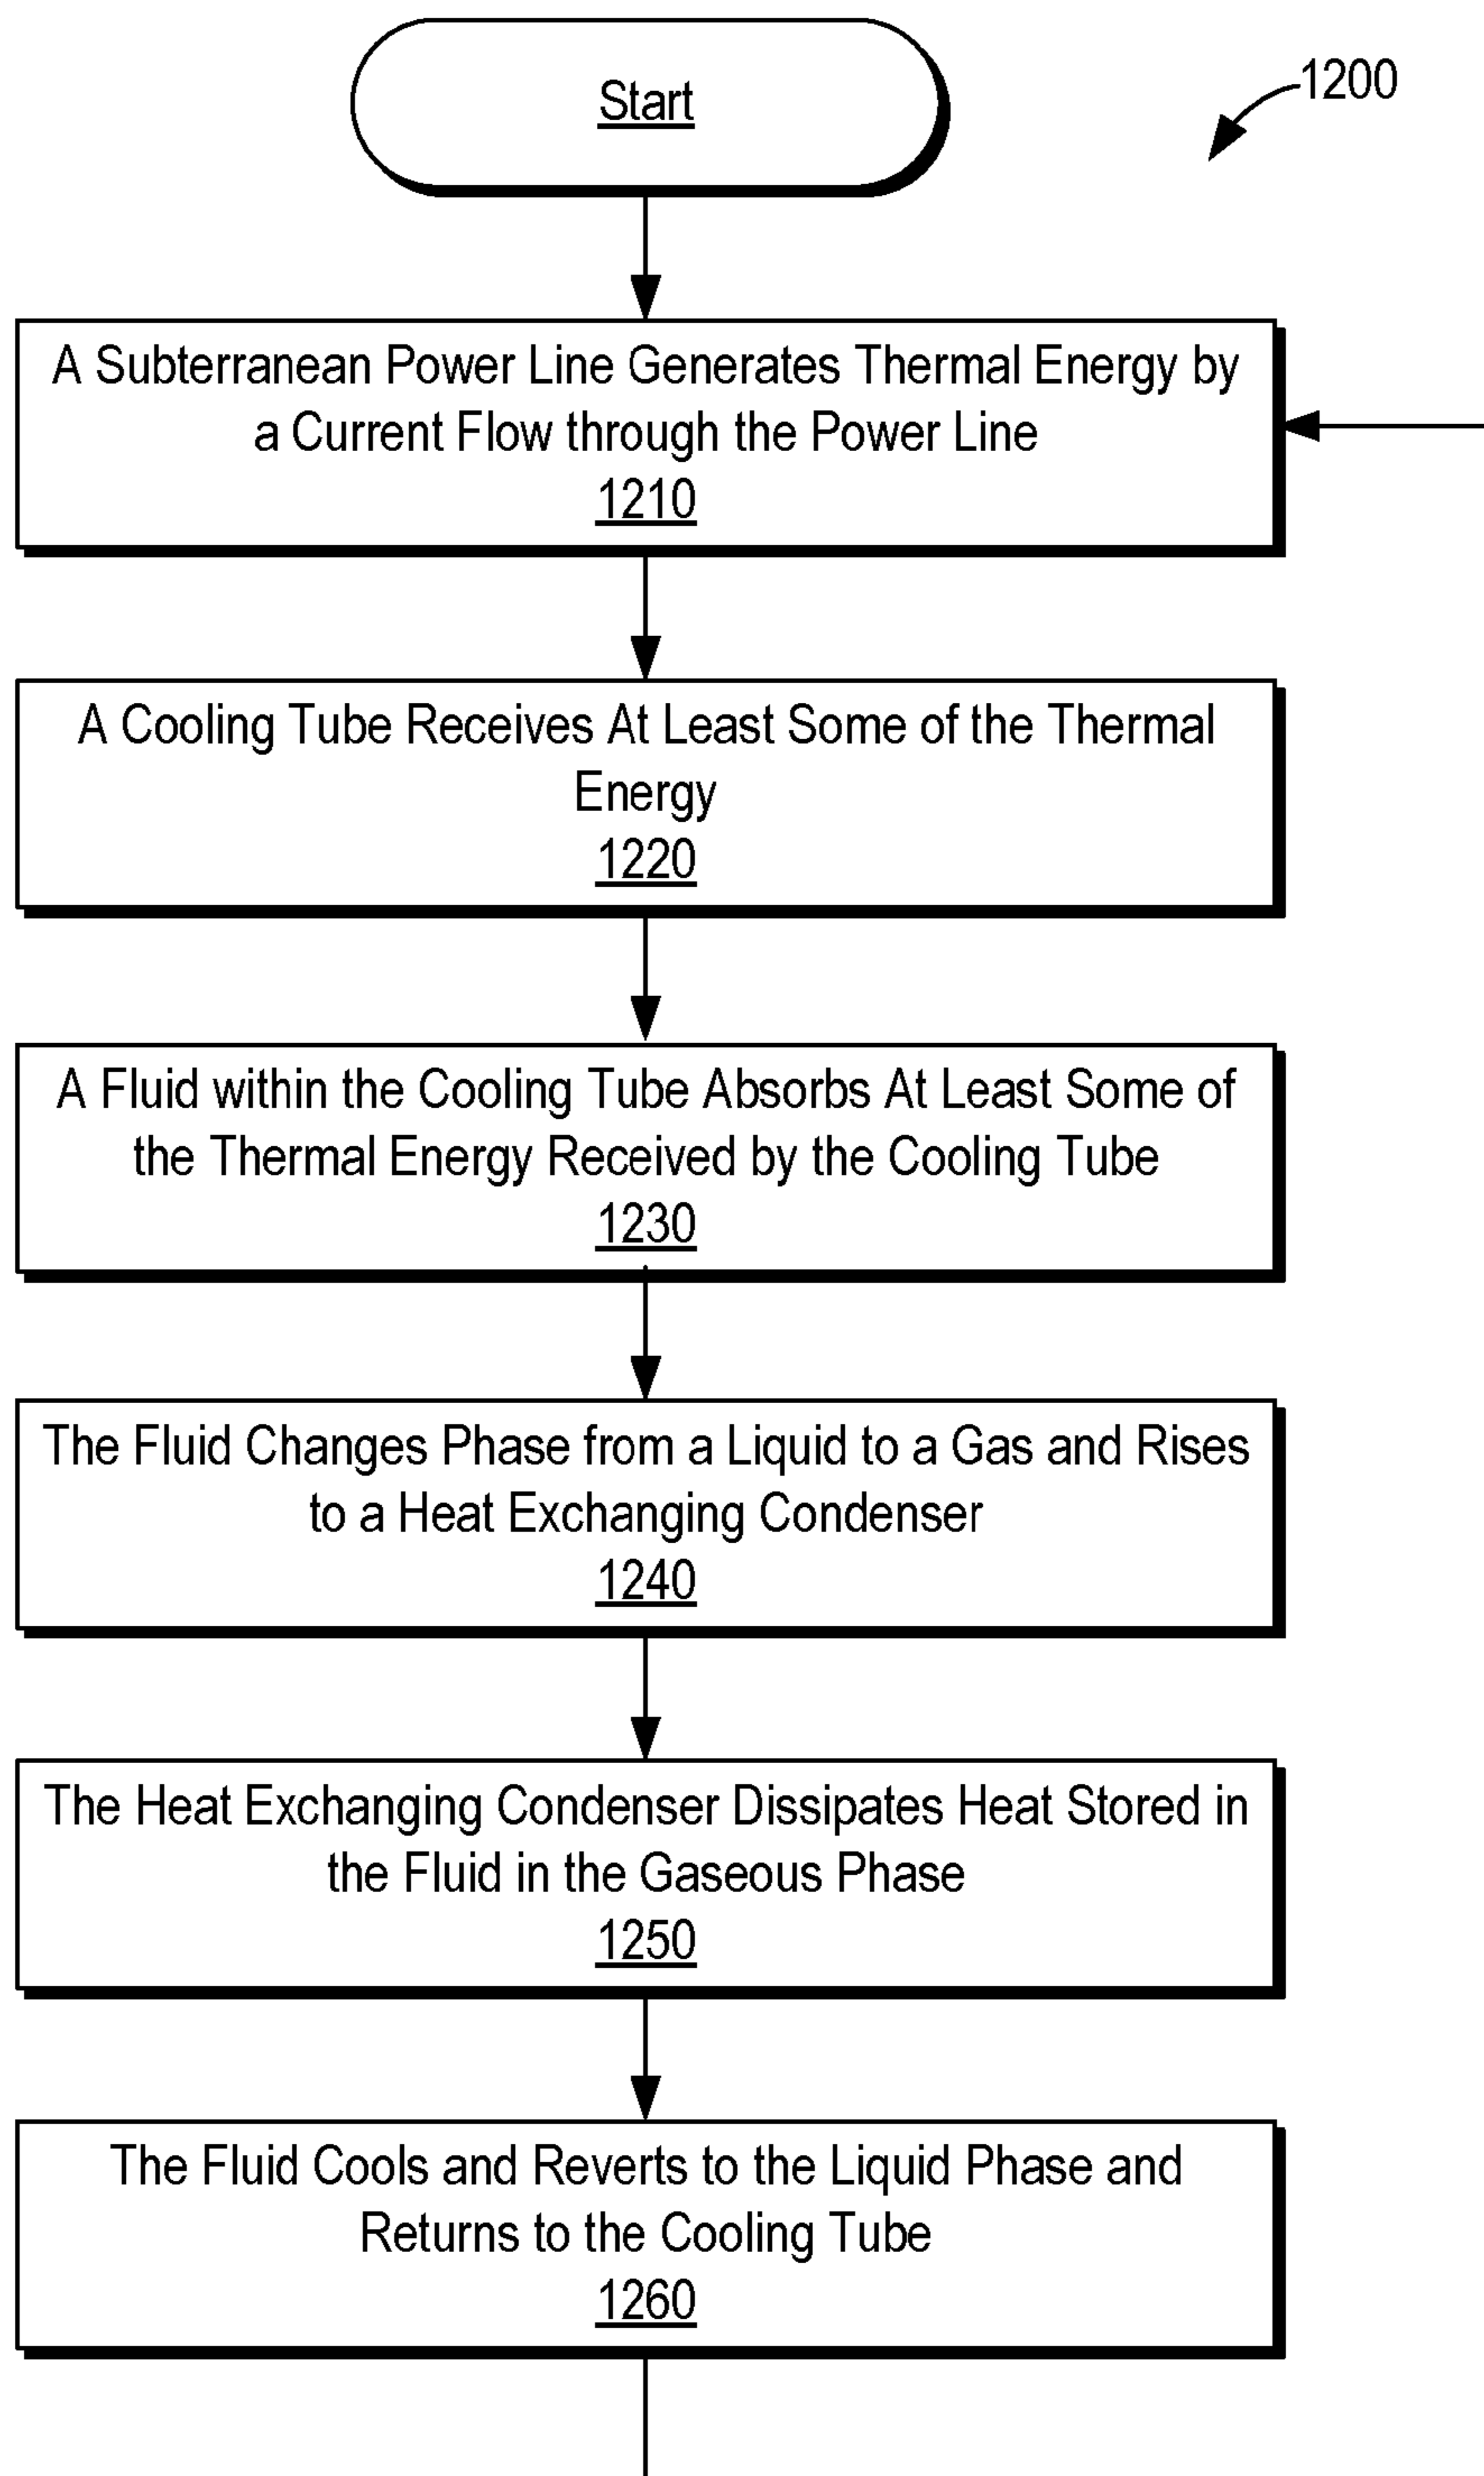 Start
1200
A Subterranean Power Line Generates Thermal Energy by
a Current Flow through the Power Line
1210
A Cooling Tube Receives At Least Some of the Thermal
Energy
1220
A Fluid within the Cooling Tube Absorbs At Least Some of
the Thermal Energy Received by the Cooling Tube
1230
The Fluid Changes Phase from a Liquid to a Gas and Rises
to a Heat Exchanging Condenser
1240
The Heat Exchanging Condenser Dissipates Heat Stored in
the Fluid in the Gaseous Phase
1250
The Fluid Cools and Reverts to the Liquid Phase and
Returns to the Cooling Tube
1260